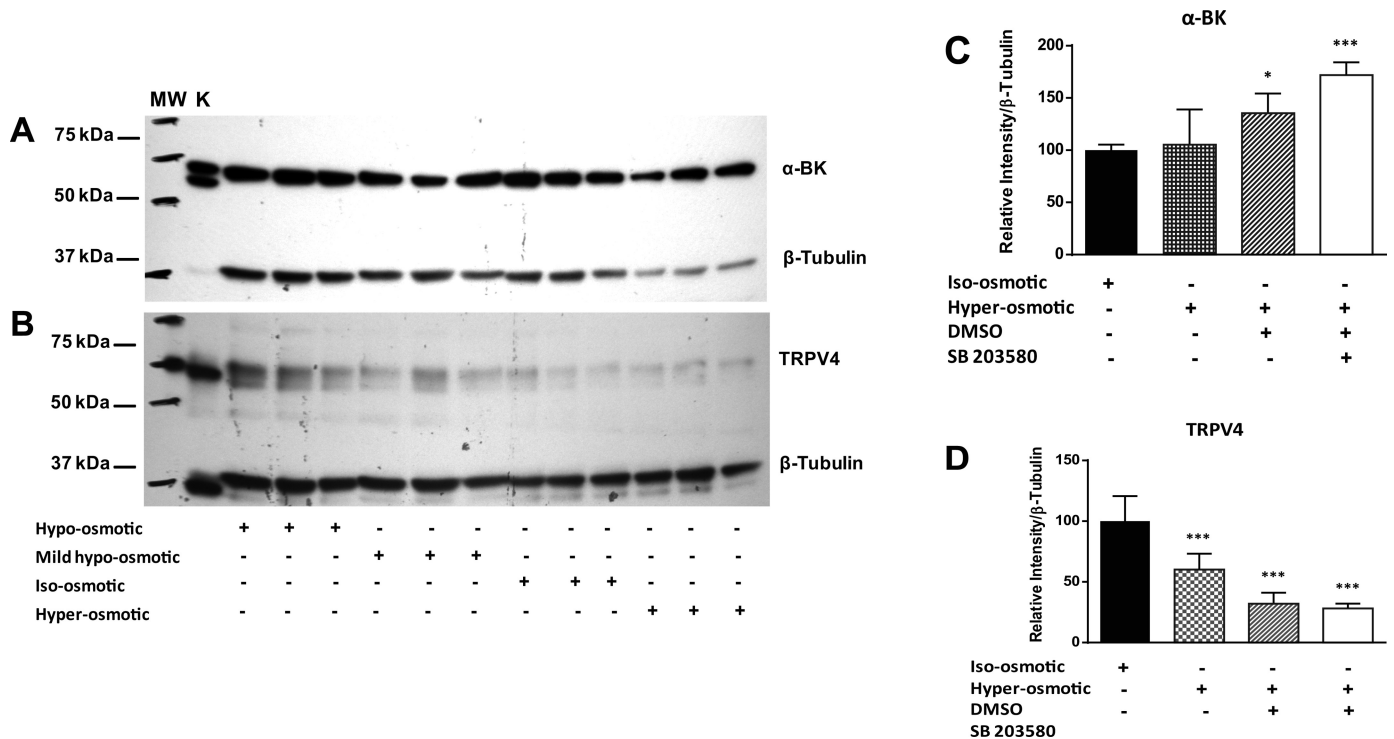 MW K
A
75 kDa
50 kDa
37 kDa
α-BK
β-Tubulin
B
75 kDa
50 kDa
37 kDa
TRPV4
β-Tubulin
Hypo-osmotic + + + - - - - - - - - -
Mild hypo-osmotic - - - + + + - - - - - -
Iso-osmotic - - - - - - + + + - - -
Hyper-osmotic - - - - - - - - - + + +
C
α-BK
Relative Intensity/β-Tubulin
200
150
100
50
0
*
***
Iso-osmotic + - - -
Hyper-osmotic - + + +
DMSO - - + +
SB 203580 - - - +
D
TRPV4
Relative Intensity/β-Tubulin
150
100
50
0
***
***
***
Iso-osmotic + - - -
Hyper-osmotic - + + +
DMSO - - + +
SB 203580